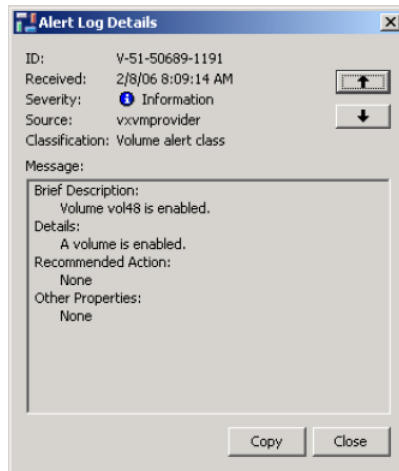 Alert Log Details
ID: V-51-50689-1191
Received: 2/8/06 8:09:14 AM
Severity: Information
Source: vxvmprovider
Classification: Volume alert class
Message:
Brief Description:
Volume vol48 is enabled.
Details:
A volume is enabled.
Recommended Action:
None
Other Properties:
None
Copy Close